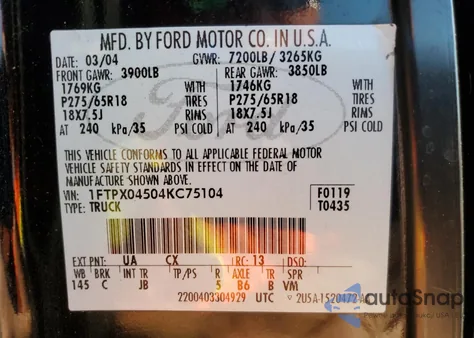 MFD. BY FORD MOTOR CO. IN U.S.A.
DATE: 03/04 GVWR: 7200LB/ 3265KG
FRONT GAWR: 3900LB REAR GAWR: 3850LB
1769KG WITH 1746KG WITH
P275/65R18 TIRES P275/65R18 TIRES
18X7.5J RIMS 18X7.5J RIMS
AT 240 kPa/35 PSI COLD AT 240 kPa/35 PSI COLD
Ford
THIS VEHICLE CONFORMS TO ALL APPLICABLE FEDERAL MOTOR
VEHICLE SAFETY STANDARDS IN EFFECT ON THE DATE OF
MANUFACTURE SHOWN ABOVE.
VIN: 1FTPX04504KC75104 F0119
TYPE: TRUCK T0435
EXT PNT: UA CX RC: 13 DSO:
WB BRK INT TR TP/PS R AXLE TR SPR
145 C JB 5 B6 B VM
2200403304929 UTC
autoSnap